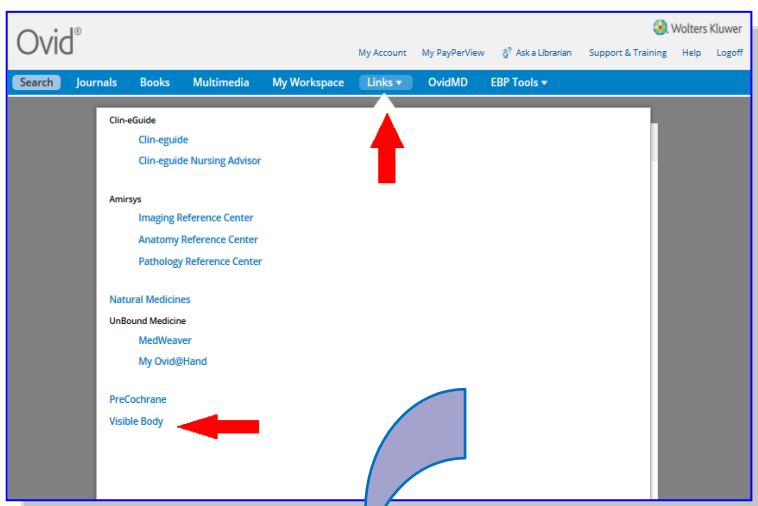 Ovid®
Wolters Kluwer
My Account My PayPerView Ask a Librarian Support & Training Help Logoff
Search Journals Books Multimedia My Workspace Links OvidMD EBP Tools
Clin-eGuide
Clin-eguide
Clin-eguide Nursing Advisor
Amirsys
Imaging Reference Center
Anatomy Reference Center
Pathology Reference Center
Natural Medicines
UnBound Medicine
MedWeaver
My Ovid@Hand
PreCochrane
Visible Body